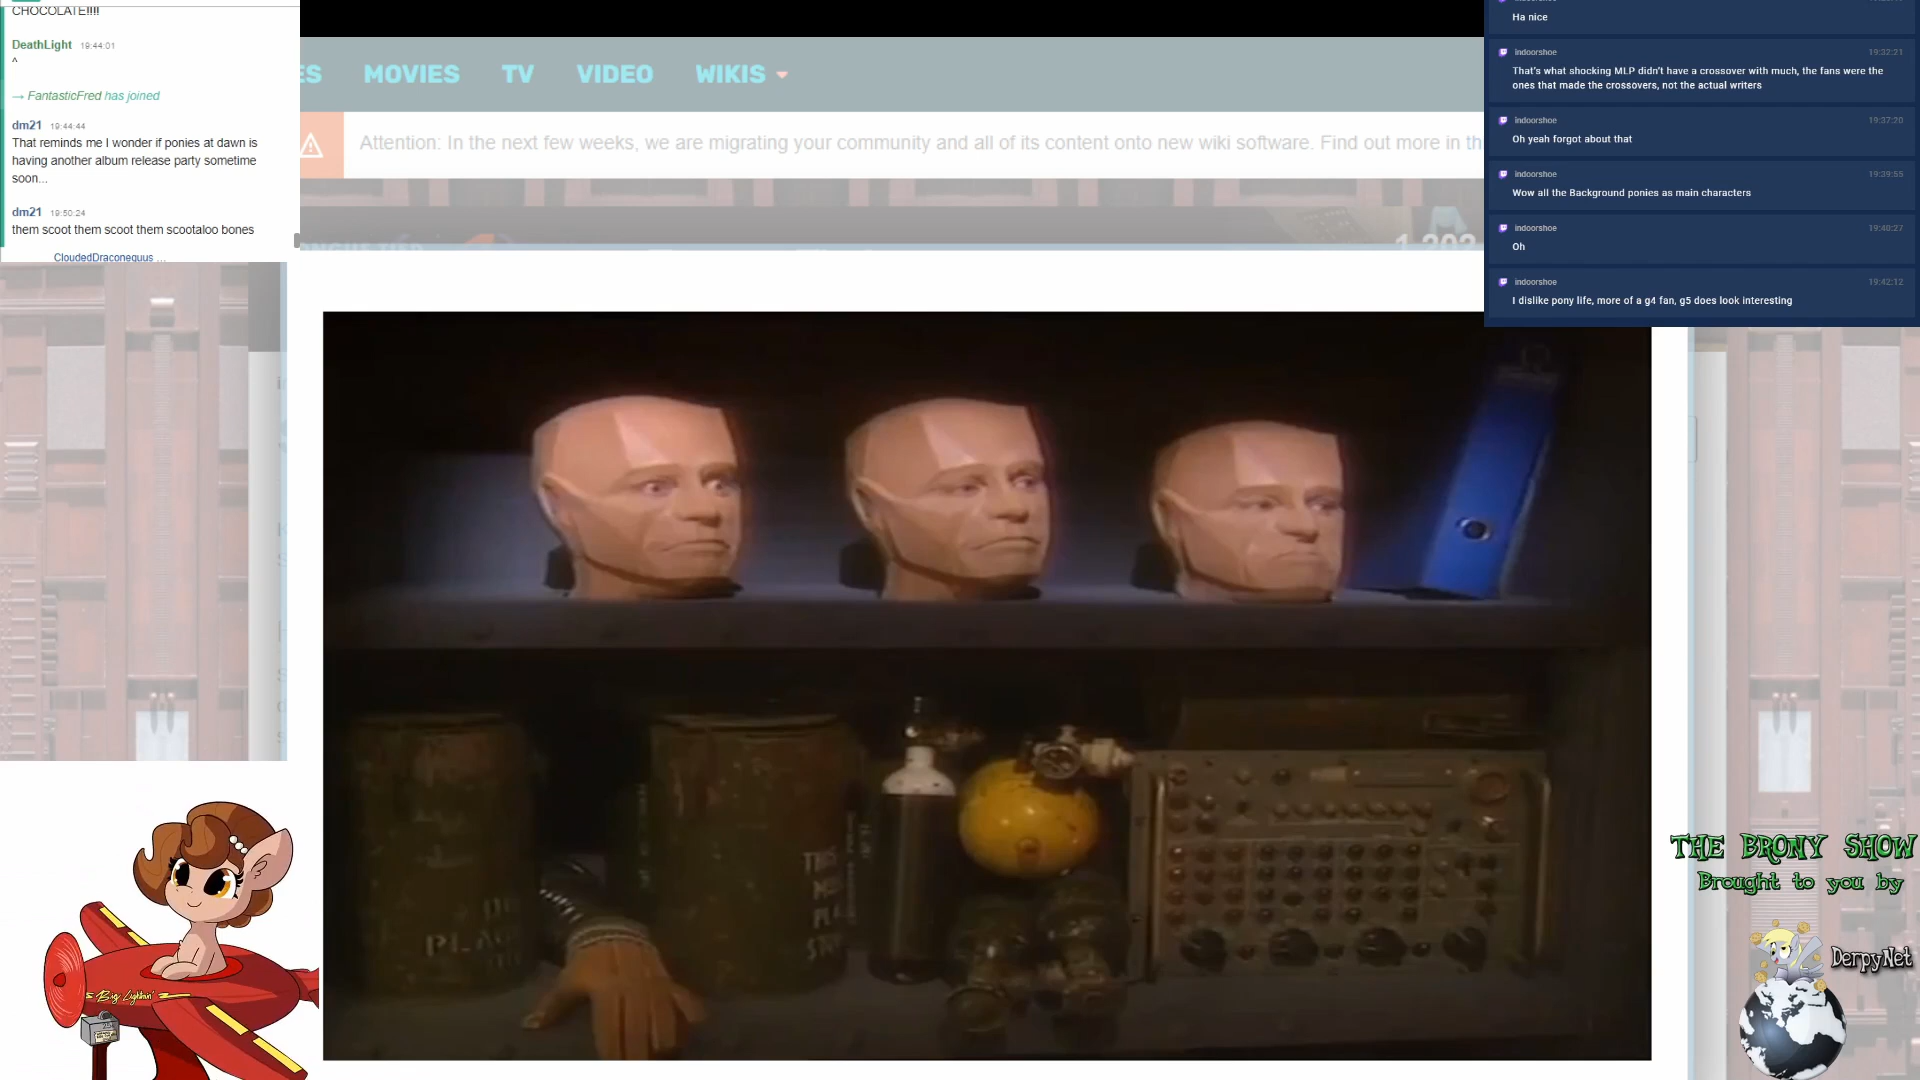 CHOCOLATE!!!!
DeathLight 19:44:01
^
→ FantasticFred has joined
dm21 19:44:44
That reminds me I wonder if ponies at dawn is
having another album release party sometime
soon...
dm21 19:50:24
them scoot them scoot them scootaloo bones
CloudedDraconequus ...
ES MOVIES TV VIDEO WIKIS
Attention: In the next few weeks, we are migrating your community and all of its content onto new wiki software. Find out more in th
1,202
indoorshoe
Ha nice
indoorshoe 19:32:21
That's what shocking MLP didn't have a crossover with much, the fans were the
ones that made the crossovers, not the actual writers
indoorshoe 19:37:20
Oh yeah forgot about that
indoorshoe 19:39:55
Wow all the Background ponies as main characters
indoorshoe 19:40:27
Oh
indoorshoe 19:42:12
I dislike pony life, more of a g4 fan, g5 does look interesting
Big Lightnin'
THE BRONY SHOW
Brought to you by
DerpyNet